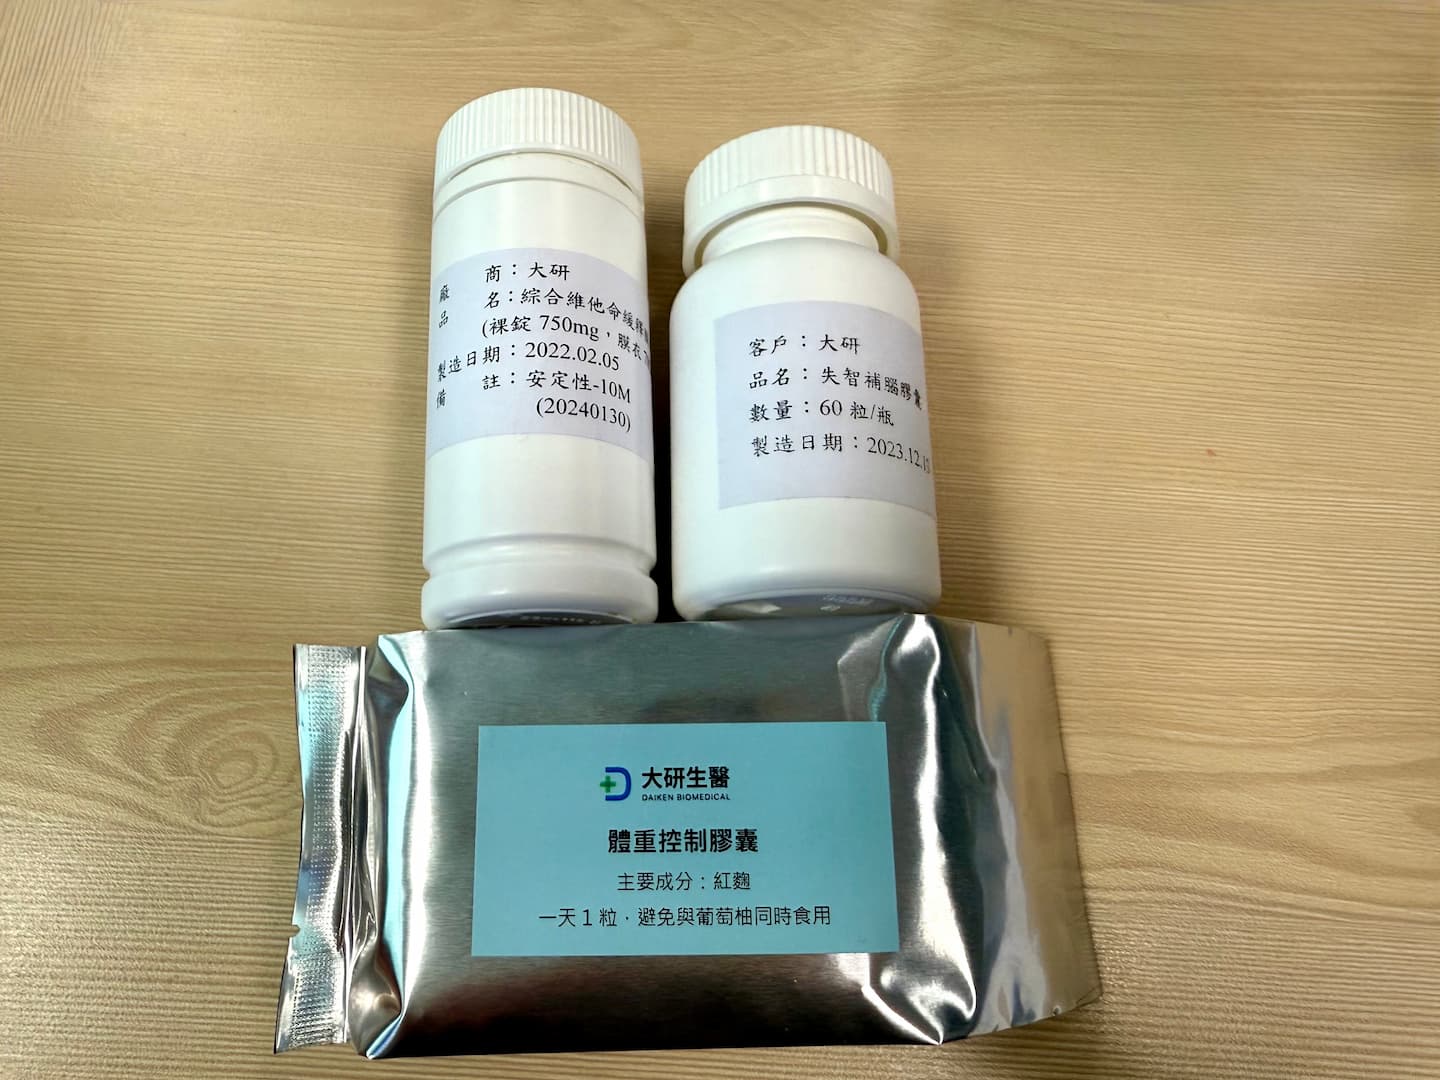 廠 商：大研
品 名：綜合維他命緩釋
(裸錠 750mg，膜衣
製造日期：2022.02.05
備 註：安定性-10M
(20240130)
客戶：大研
品名：失智補腦膠囊
數量：60 粒/瓶
製造日期：2023.12.13
大研生醫
DAIKEN BIOMEDICAL
體重控制膠囊
主要成分：紅麴
一天 1 粒．避免與葡萄柚同時食用